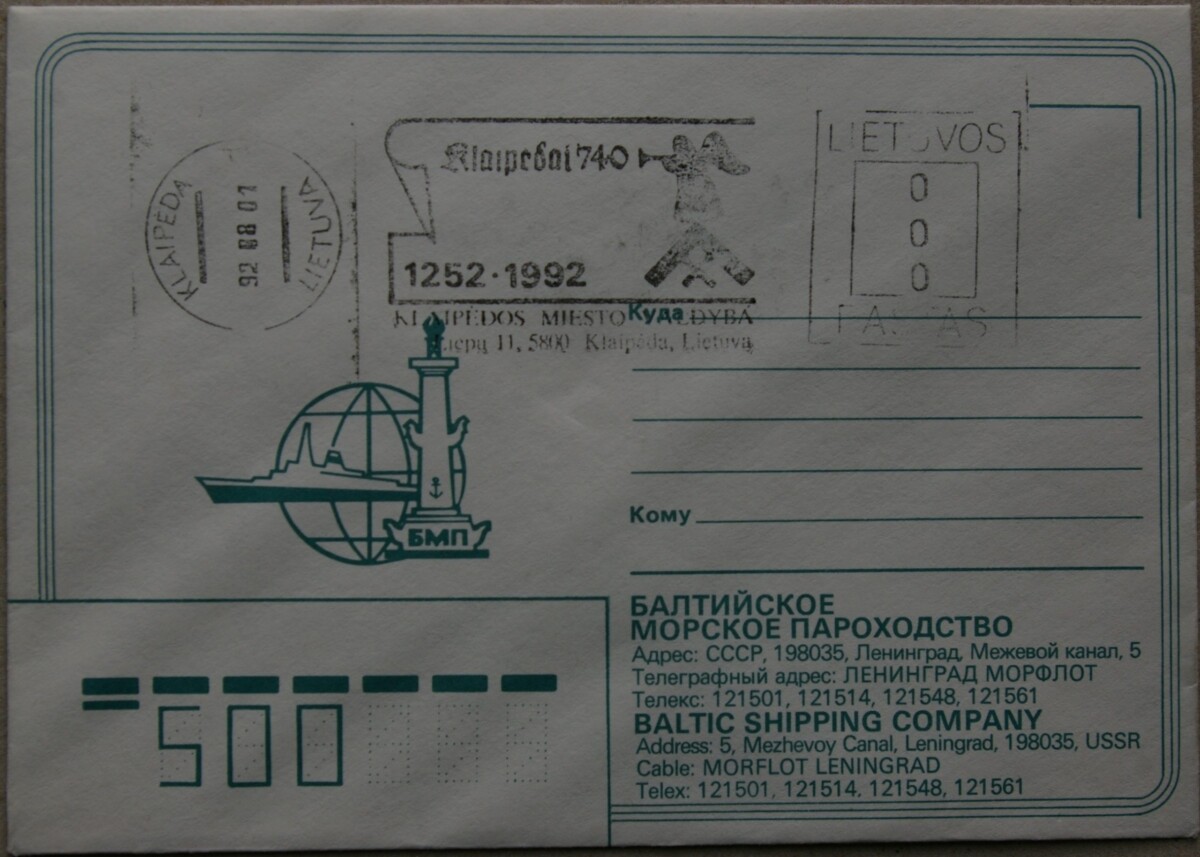 KLAIPĖDA
92 08 01
LIETUVA
Klaipėdai 740
1252·1992
KLAIPĖDOS MIESTO VALDYBA
Liepų 11, 5800 Klaipėda, Lietuva
LIETUVOS
0
0
0
PAŠTAS
БМП
Куда
Кому
500
БАЛТИЙСКОЕ
МОРСКОЕ ПАРОХОДСТВО
Адрес: СССР, 198035, Ленинград, Межевой канал, 5
Телеграфный адрес: ЛЕНИНГРАД МОРФЛОТ
Телекс: 121501, 121514, 121548, 121561
BALTIC SHIPPING COMPANY
Address: 5, Mezhevoy Canal, Leningrad, 198035, USSR
Cable: MORFLOT LENINGRAD
Telex: 121501, 121514, 121548, 121561